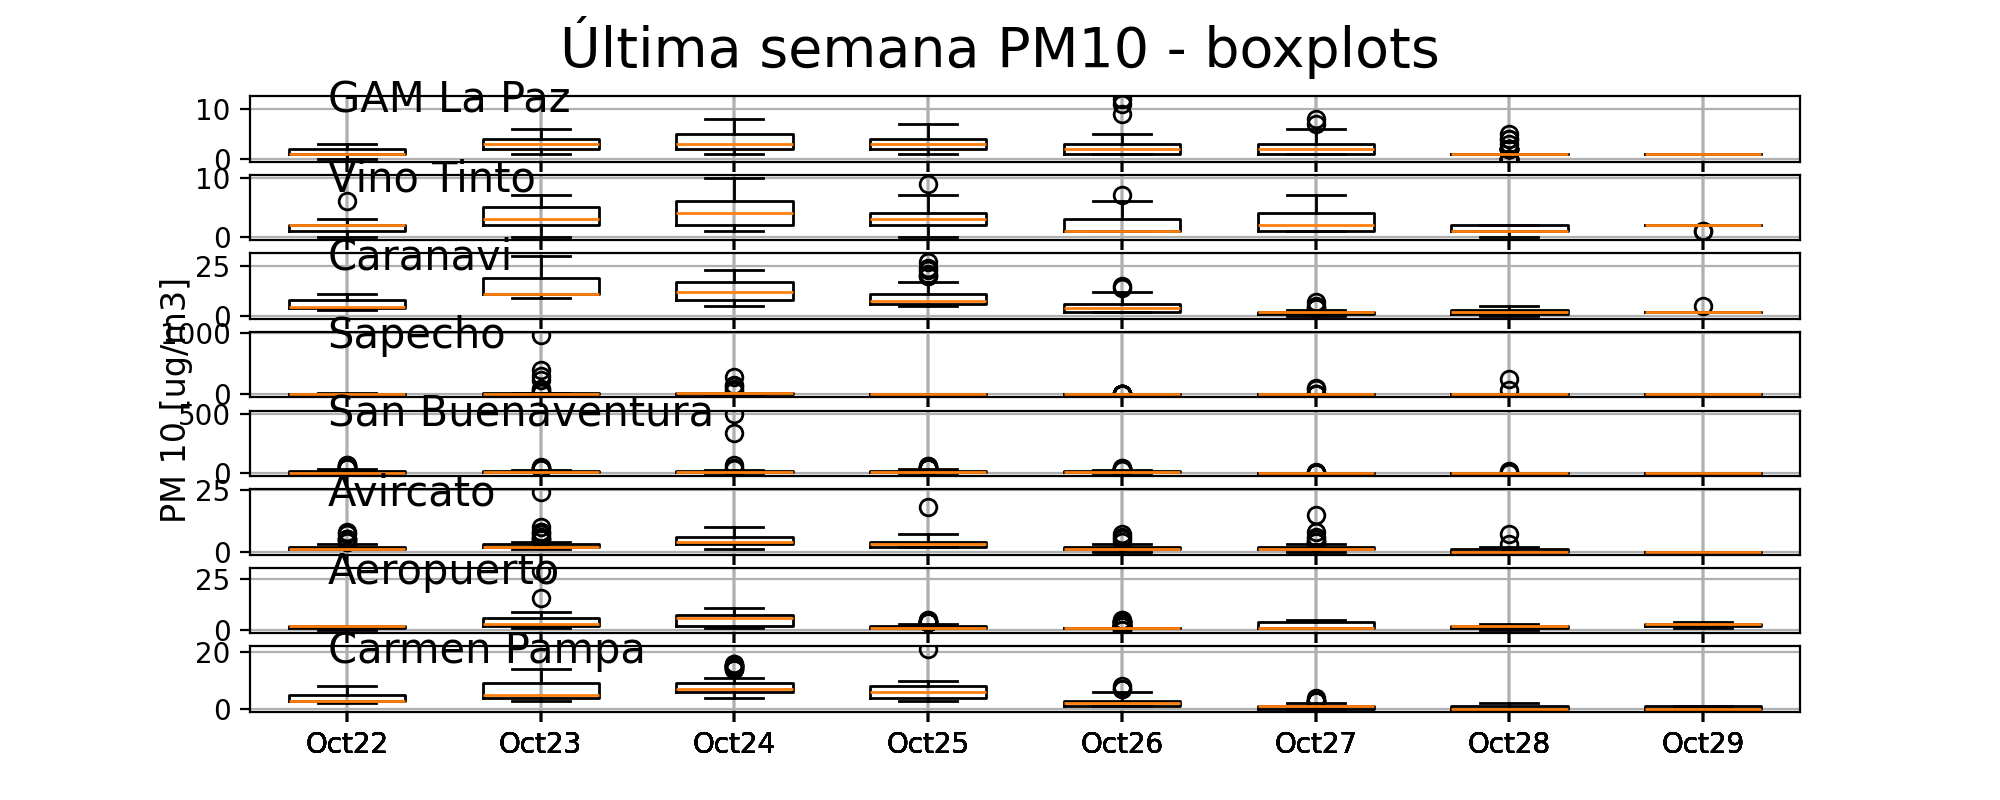 Última semana PM10 - boxplots
GAM La Paz
10
0
Vino Tinto
10
0
Caranavi
25
0
PM 10 [ug/m3]
Sapecho
1000
0
San Buenaventura
500
0
Avircato
25
0
Aeropuerto
25
0
Carmen Pampa
20
0
Oct22 Oct23 Oct24 Oct25 Oct26 Oct27 Oct28 Oct29